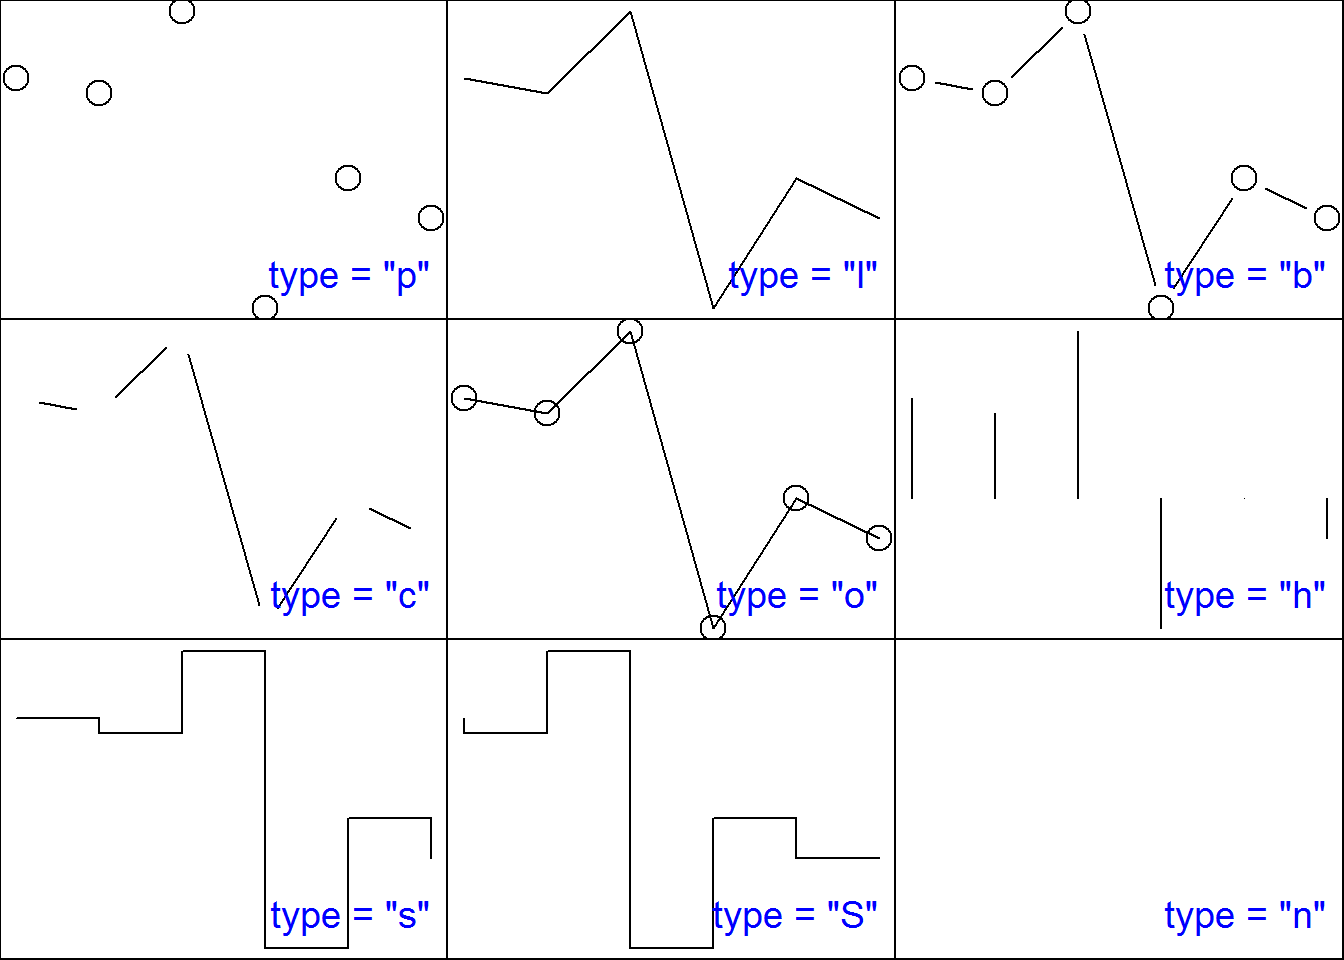 type = "p"
type = "l"
type = "b"
type = "c"
type = "o"
type = "h"
type = "s"
type = "S"
type = "n"